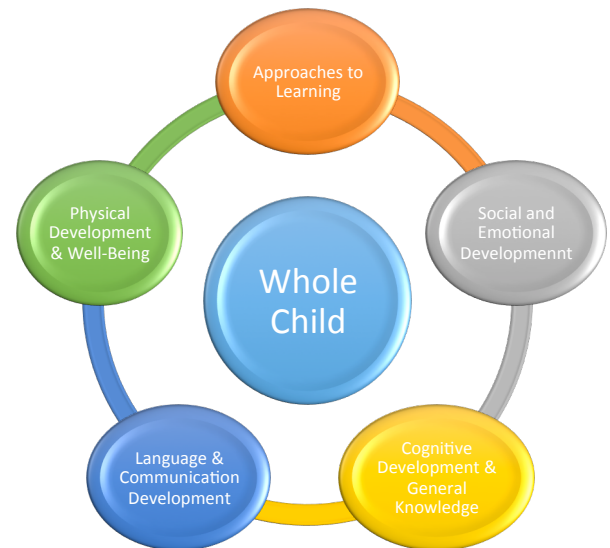 Approaches to
Learning
Physical
Development
& Well-Being
Social and
Emotional
Developmennt
Whole
Child
Language &
Communication
Development
Cognitive
Development &
General
Knowledge